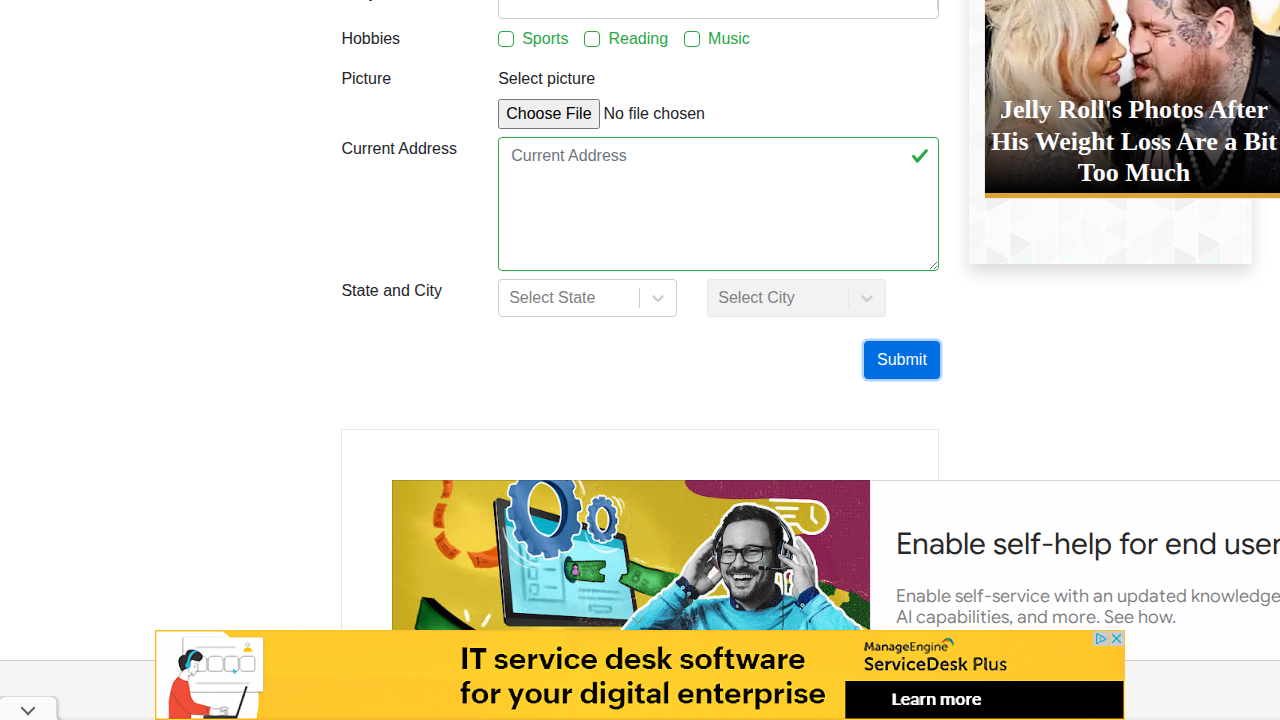 Hobbies
Sports
Reading
Music
Picture
Select picture
Choose File No file chosen
Current Address
Current Address
State and City
Select State
Select City
Submit
Jelly Roll's Photos After
His Weight Loss Are a Bit
Too Much
Enable self-help for end user
Enable self-service with an updated knowledge
AI capabilities, and more. See how.
IT service desk software
for your digital enterprise
ManageEngine
ServiceDesk Plus
Learn more